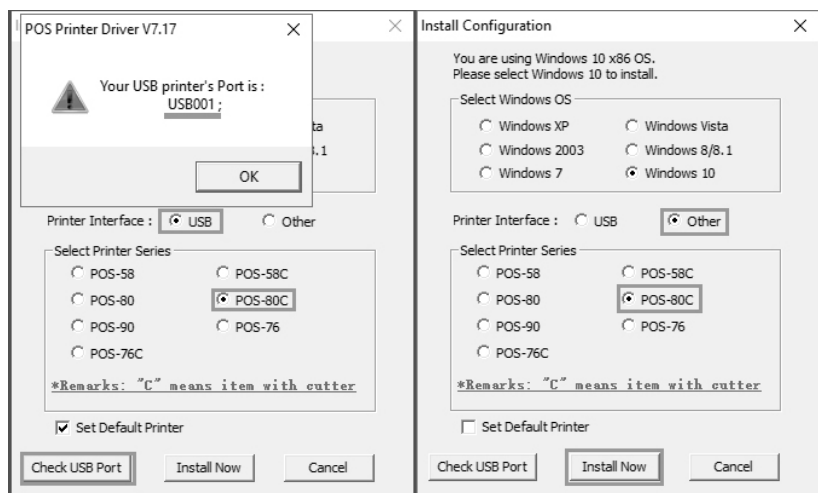 POS Printer Driver V7.17
Your USB printer's Port is :
USB001 ;
OK
ta
.1
Printer Interface : USB Other
Select Printer Series
POS-58 POS-58C
POS-80 POS-80C
POS-90 POS-76
POS-76C
*Remarks: "C" means item with cutter
Set Default Printer
Check USB Port Install Now Cancel
Install Configuration
You are using Windows 10 x86 OS.
Please select Windows 10 to install.
Select Windows OS
Windows XP Windows Vista
Windows 2003 Windows 8/8.1
Windows 7 Windows 10
Printer Interface : USB Other
Select Printer Series
POS-58 POS-58C
POS-80 POS-80C
POS-90 POS-76
POS-76C
*Remarks: "C" means item with cutter
Set Default Printer
Check USB Port Install Now Cancel